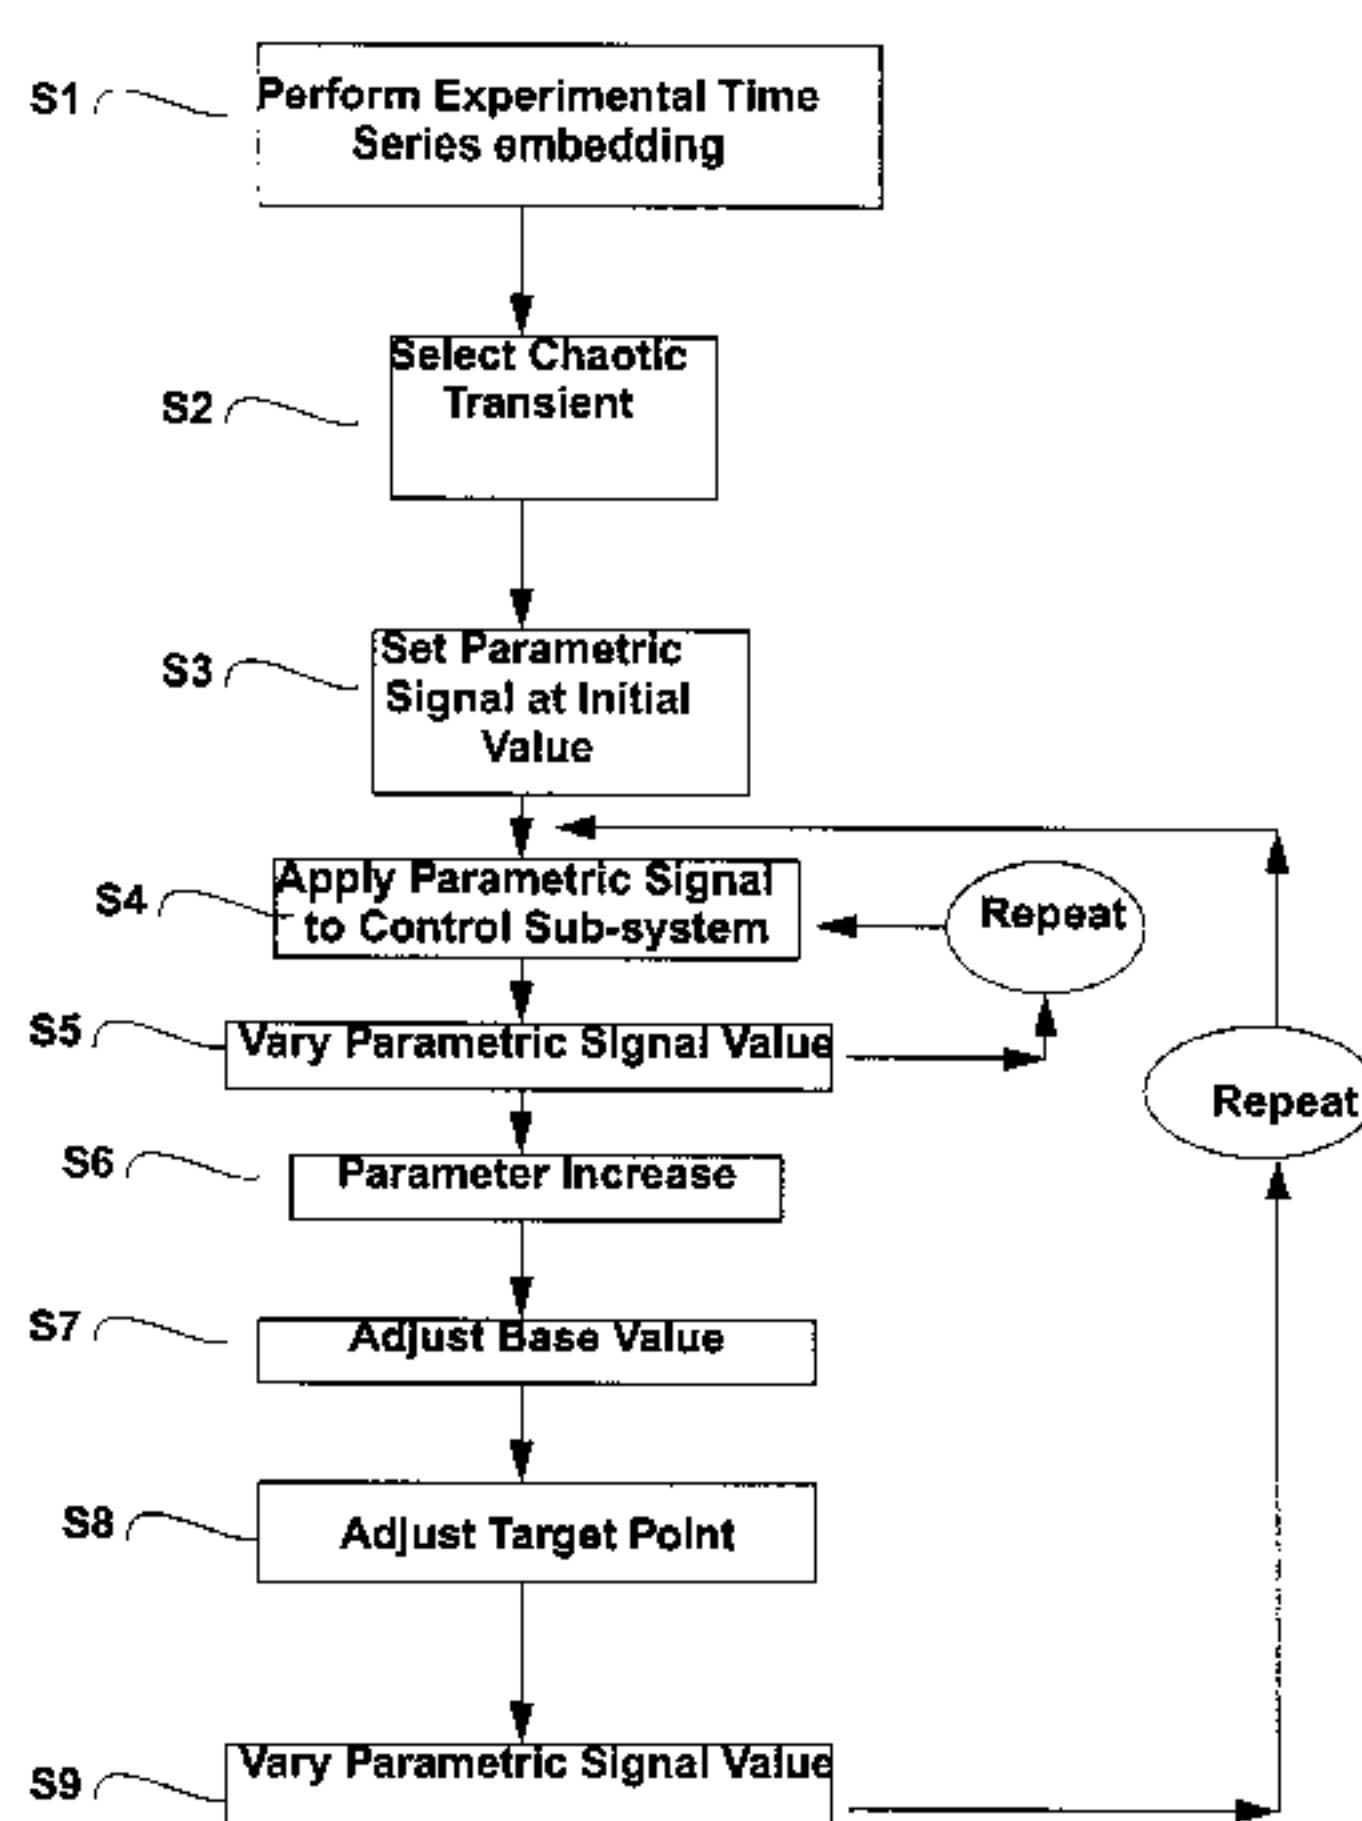 S1
Perform Experimental Time
Series embedding
S2
Select Chaotic
Transient
S3
Set Parametric
Signal at Initial
Value
S4
Apply Parametric Signal
to Control Sub-system
Repeat
S5
Vary Parametric Signal Value
Repeat
S6
Parameter Increase
S7
Adjust Base Value
S8
Adjust Target Point
S9
Vary Parametric Signal Value